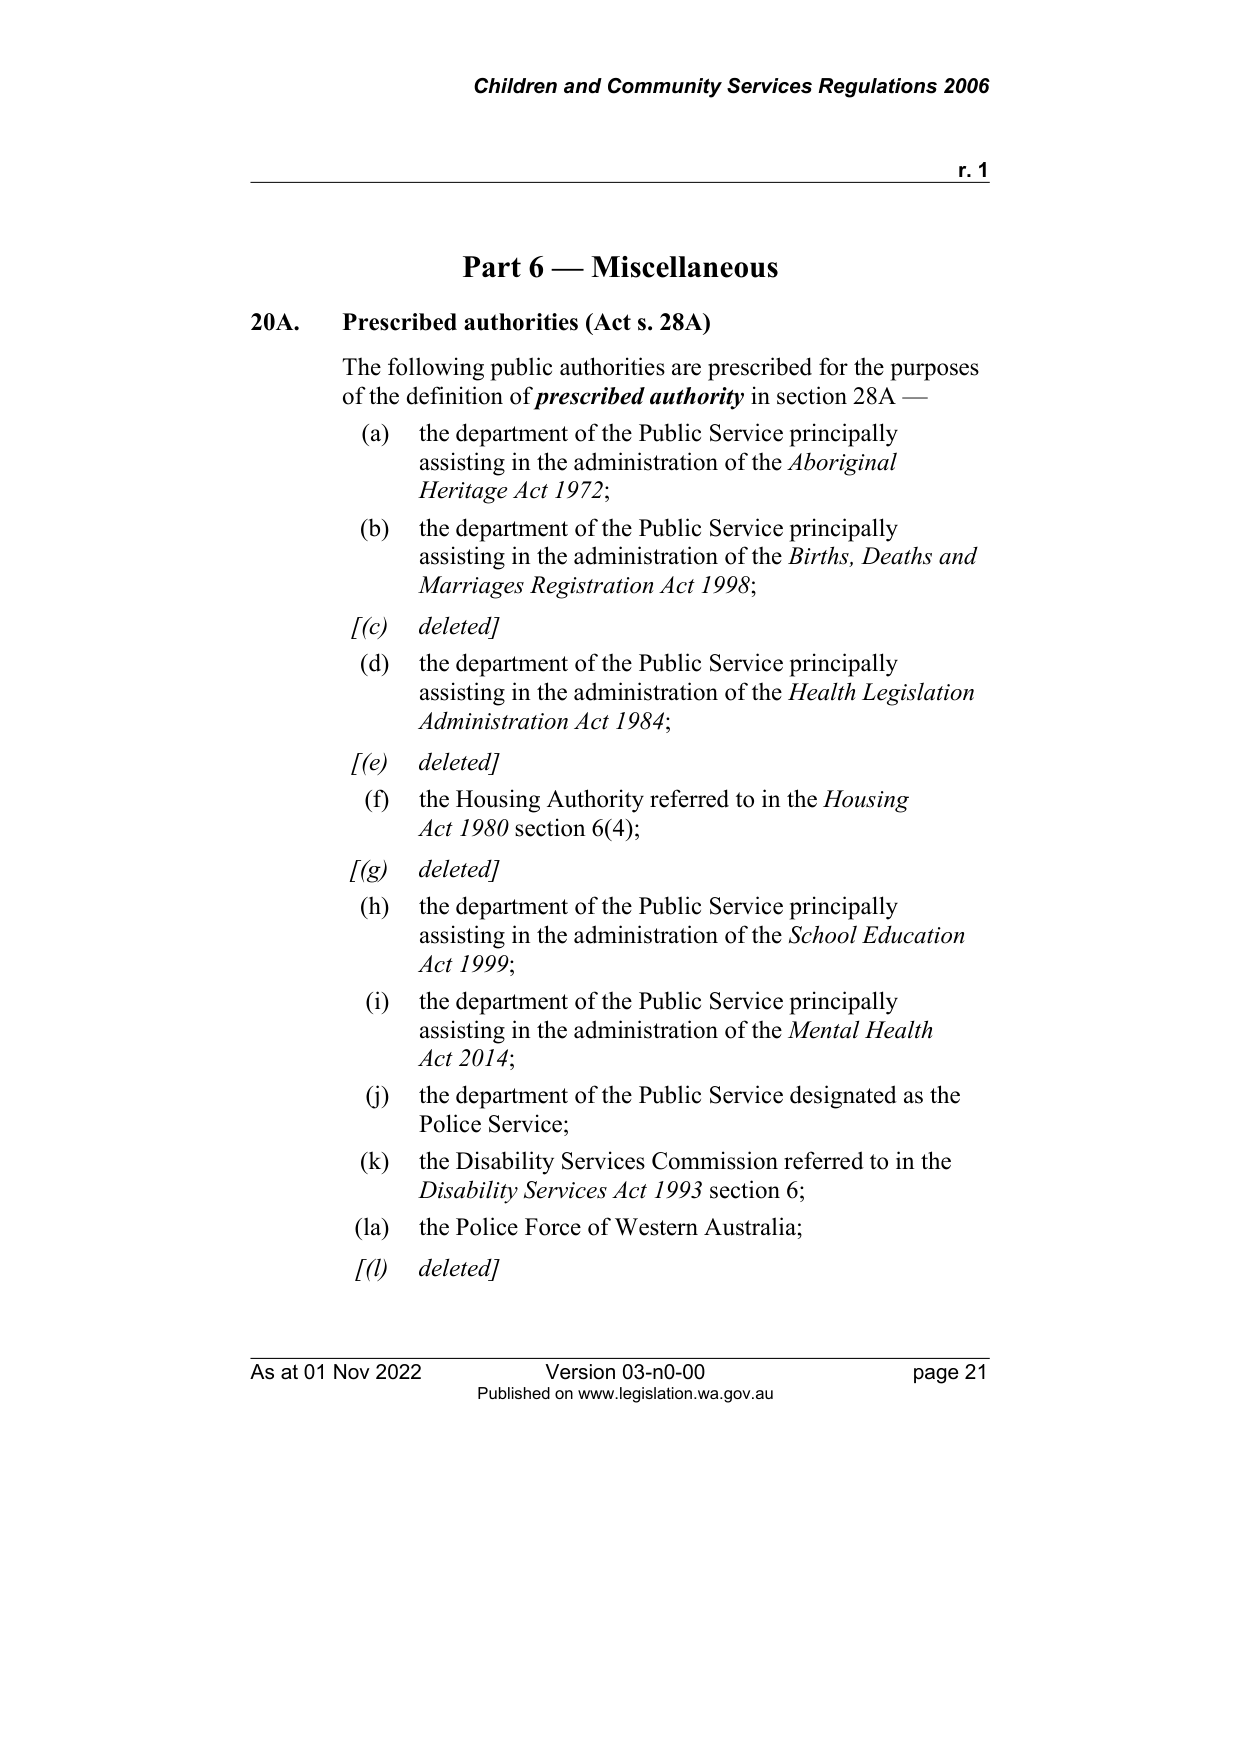 Children and Community Services Regulations 2006
r. 1
Part 6 — Miscellaneous
20A. Prescribed authorities (Act s. 28A)
The following public authorities are prescribed for the purposes
of the definition of prescribed authority in section 28A —
(a) the department of the Public Service principally
assisting in the administration of the Aboriginal
Heritage Act 1972;
(b) the department of the Public Service principally
assisting in the administration of the Births, Deaths and
Marriages Registration Act 1998;
[(c) deleted]
(d) the department of the Public Service principally
assisting in the administration of the Health Legislation
Administration Act 1984;
[(e) deleted]
(f) the Housing Authority referred to in the Housing
Act 1980 section 6(4);
[(g) deleted]
(h) the department of the Public Service principally
assisting in the administration of the School Education
Act 1999;
(i) the department of the Public Service principally
assisting in the administration of the Mental Health
Act 2014;
(j) the department of the Public Service designated as the
Police Service;
(k) the Disability Services Commission referred to in the
Disability Services Act 1993 section 6;
(la) the Police Force of Western Australia;
[(l) deleted]
As at 01 Nov 2022 Version 03-n0-00 page 21
Published on www.legislation.wa.gov.au